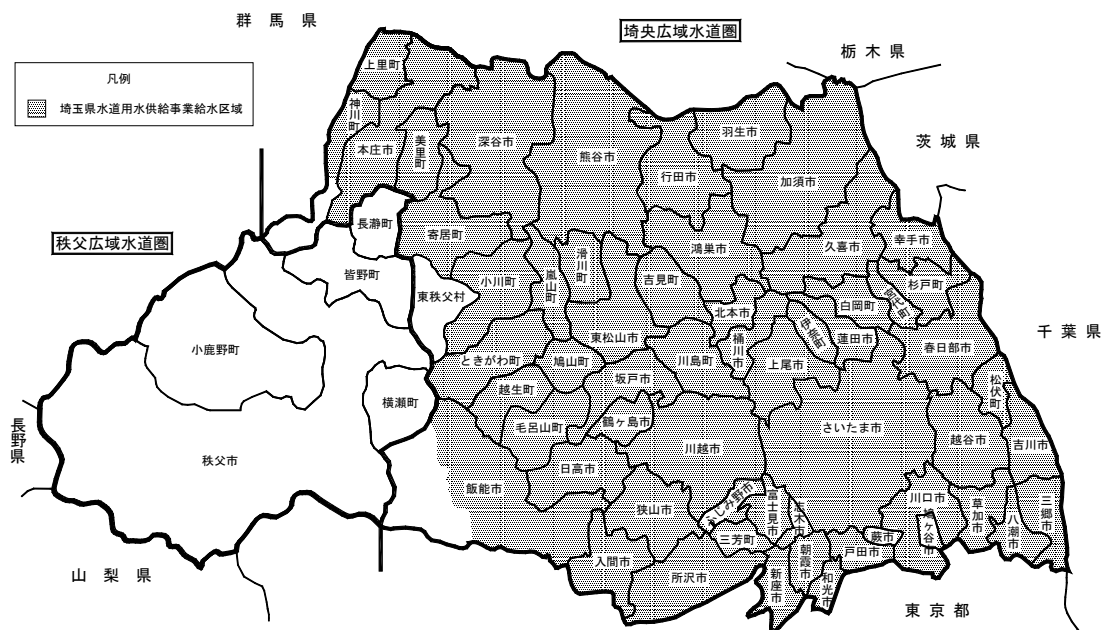 群馬県
埼央広域水道圏
栃木県
凡例
埼玉県水道用水供給事業給水区域
茨城県
上里町
神川町
本庄市
美里町
深谷市
熊谷市
行田市
羽生市
加須市
秩父広域水道圏
長瀞町
皆野町
寄居町
東秩父村
小川町
嵐山町
滑川町
吉見町
鴻巣市
久喜市
幸手市
杉戸町
宮代町
白岡町
北本市
桶川市
伊奈町
蓮田市
春日部市
千葉県
小鹿野町
横瀬町
ときがわ町
鳩山町
東松山市
川島町
上尾市
松伏町
越生町
坂戸市
毛呂山町
鶴ヶ島市
さいたま市
越谷市
吉川市
長野県
秩父市
日高市
川越市
飯能市
狭山市
ふじみ野市
富士見市
志木市
川口市
鳩ヶ谷市
草加市
八潮市
三郷市
三芳町
蕨市
戸田市
朝霞市
和光市
新座市
入間市
所沢市
山梨県
東京都